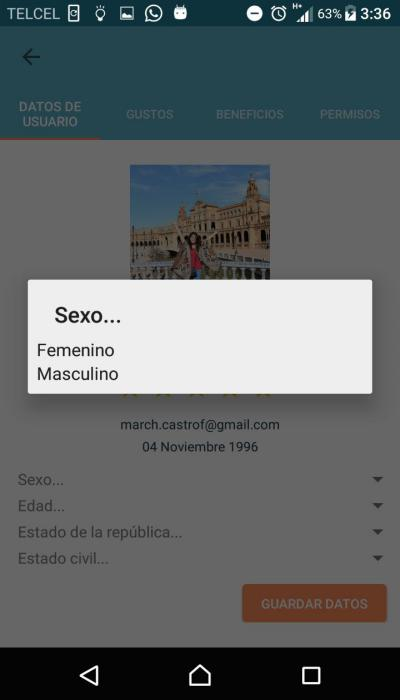 TELCEL 63% 3:36
DATOS DE
USUARIO
GUSTOS
BENEFICIOS
PERMISOS
Sexo...
Femenino
Masculino
march.castrof@gmail.com
04 Noviembre 1996
Sexo...
Edad...
Estado de la república...
Estado civil...
GUARDAR DATOS